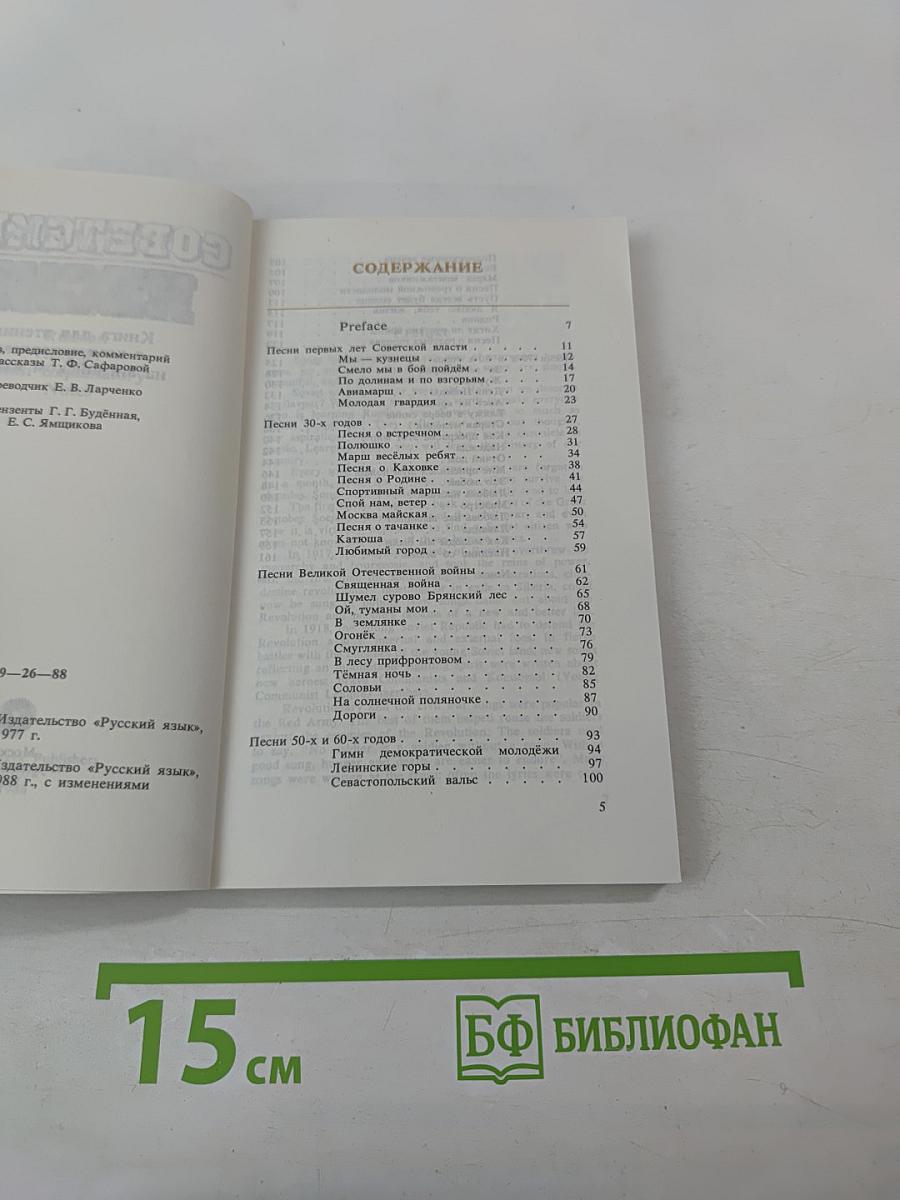 СОВЕТСК
Книга для чтени
в, предисловие, комментарий
ассказы Т. Ф. Сафаровой
реводчик Е. В. Ларченко
ензенты Г. Г. Будённая,
Е. С. Ямщикова
9—26—88
Издательство «Русский язык»,
977 г.
Издательство «Русский язык»,
988 г., с изменениями
СОДЕРЖАНИЕ
Preface 7
Песни первых лет Советской власти . . . . . 11
Мы — кузнецы . . . . . . . . . 12
Смело мы в бой пойдём . . . . . . 14
По долинам и по взгорьям . . . . . 17
Авиамарш . . . . . . . . . . . 20
Молодая гвардия . . . . . . . . . 23
Песни 30-х годов . . . . . . . . . . . . 27
Песня о встречном . . . . . . . . 28
Полюшко . . . . . . . . . . . 31
Марш весёлых ребят . . . . . . . 34
Песня о Каховке . . . . . . . . 38
Песня о Родине . . . . . . . . . 41
Спортивный марш . . . . . . . . 44
Спой нам, ветер . . . . . . . . . 47
Москва майская . . . . . . . . . 50
Песня о тачанке . . . . . . . . . 54
Катюша . . . . . . . . . . . 57
Любимый город . . . . . . . . . 59
Песни Великой Отечественной войны . . . . . . 61
Священная война . . . . . . . . 62
Шумел сурово Брянский лес . . . . 65
Ой, туманы мои . . . . . . . . . 68
В землянке . . . . . . . . . . 70
Огонёк . . . . . . . . . . . . 73
Смуглянка . . . . . . . . . . . 76
В лесу прифронтовом . . . . . . . 79
Тёмная ночь . . . . . . . . . . 82
Соловьи . . . . . . . . . . . 85
На солнечной поляночке . . . . . . 87
Дороги . . . . . . . . . . . . 90
Песни 50-х и 60-х годов . . . . . . . . . . 93
Гимн демократической молодёжи . . 94
Ленинские горы . . . . . . . . . 97
Севастопольский вальс . . . . . . 100
5
15 см
БФ БИБЛИОФАН